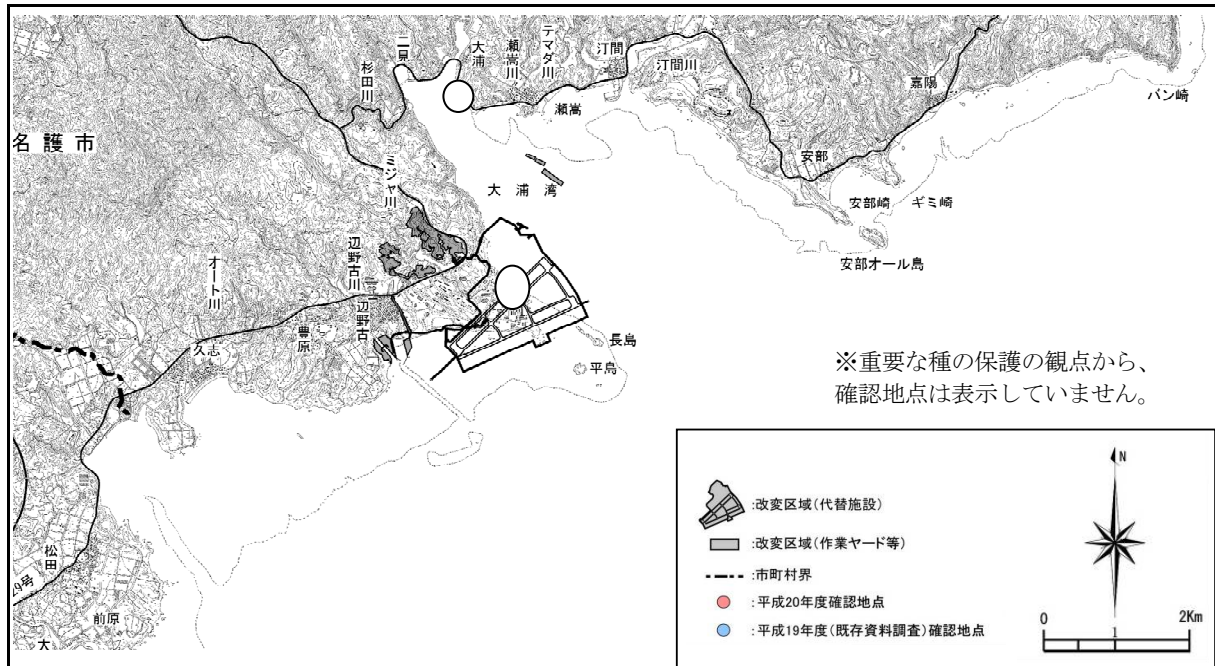 二見
大浦
瀬嵩川
テマダ川
汀間
汀間川
杉田川
瀬嵩
嘉陽
バン崎
名護市
安部
ミジャ川
大浦湾
安部崎
ギミ崎
安部オール島
辺野古川
オート川
辺野古
豊原
久志
長島
平島
※重要な種の保護の観点から、
確認地点は表示していません。
N
:改変区域(代替施設)
:改変区域(作業ヤード等)
:市町村界
:平成20年度確認地点
:平成19年度(既存資料調査)確認地点
0
1
2Km
松田
29号
前原
大